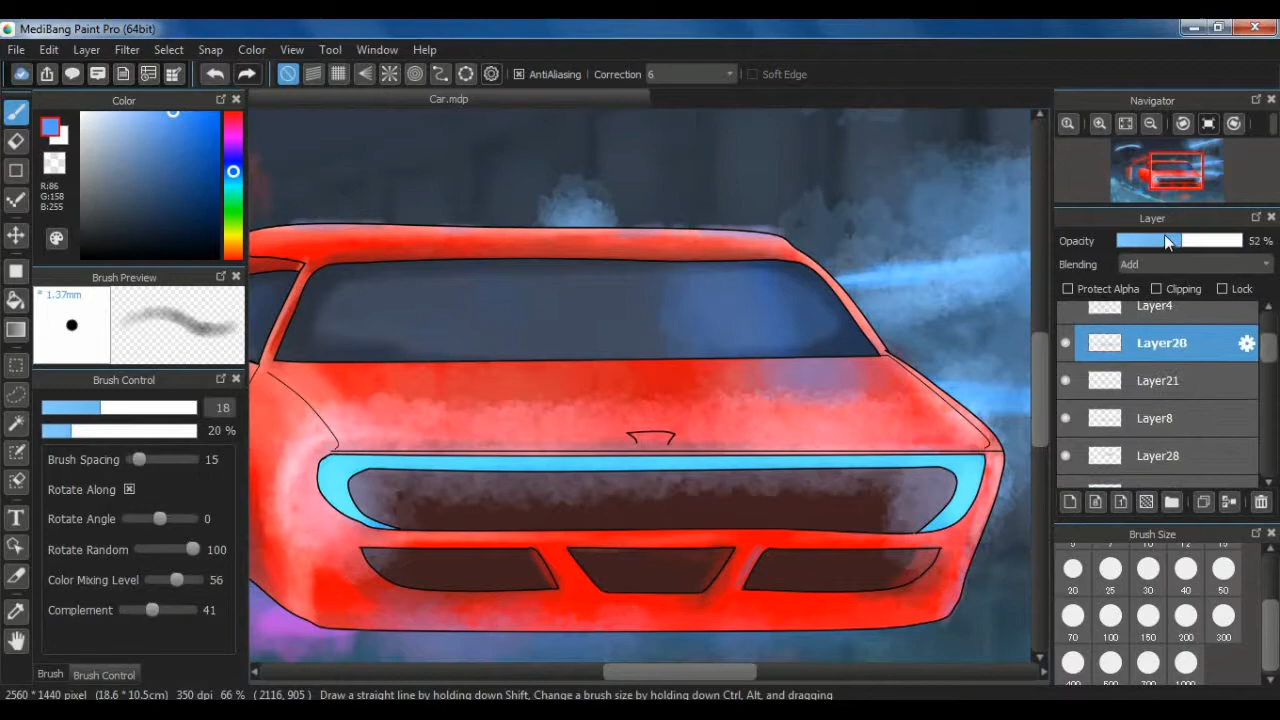 MediBang Paint Pro (64bit)
File Edit Layer Filter Select Snap Color View Tool Window Help
AntiAliasing Correction 6 Soft Edge
Color
Car.mdp
Navigator
R:86
G:158
B:255
Layer
Opacity 52 %
Blending Add
Protect Alpha Clipping Lock
Brush Preview
* 1.37mm
Layer4
Layer20
Layer21
Layer8
Layer28
Brush Control
18
20 %
Brush Spacing 15
Rotate Along
Rotate Angle 0
Rotate Random 100
Color Mixing Level 56
Complement 41
Brush Size
20 25 30 40 50
70 100 150 200 300
Brush Brush Control
2560 * 1440 pixel (18.6 * 10.5cm) 350 dpi 66 % ( 2116, 905 ) Draw a straight line by holding down Shift, Change a brush size by holding down Ctrl, Alt, and dragging